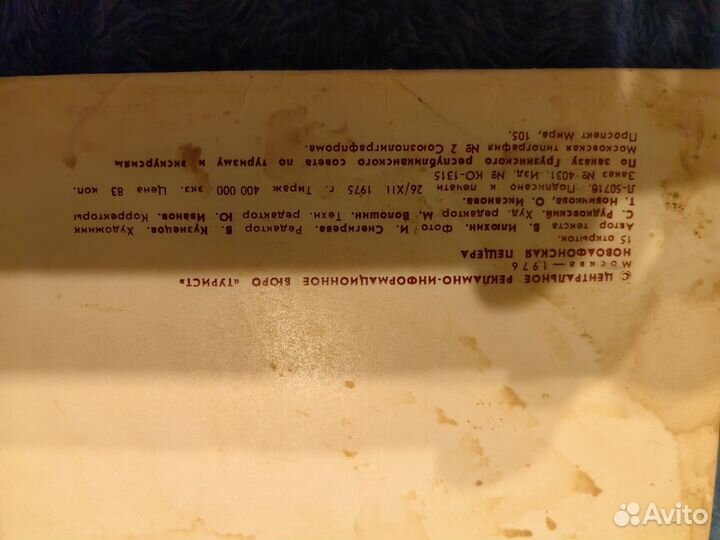 © ЦЕНТРАЛЬНОЕ РЕКЛАМНО-ИНФОРМАЦИОННОЕ БЮРО «ТУРИСТ»
Москва — 1976
НОВОАФОНСКАЯ ПЕЩЕРА
15 открыток.
Автор текста В. Илюхин. Фото И. Снегирева. Редактор В. Кузнецов. Художник
С. Рудковский. Худ. редактор М. Волошин. Техн. редактор Ю. Иванов. Корректоры
Т. Новичкова, О. Иксанова.
Л-50718. Подписано к печати 26/XII 1975 г. Тираж 400 000 экз. Цена 83 коп.
Заказ № 4031. Изд. № КО-1315
По заказу Грузинского республиканского совета по туризму и экскурсиям
Московская типография № 2 Союзполиграфпрома.
Проспект Мира, 105.
Avito